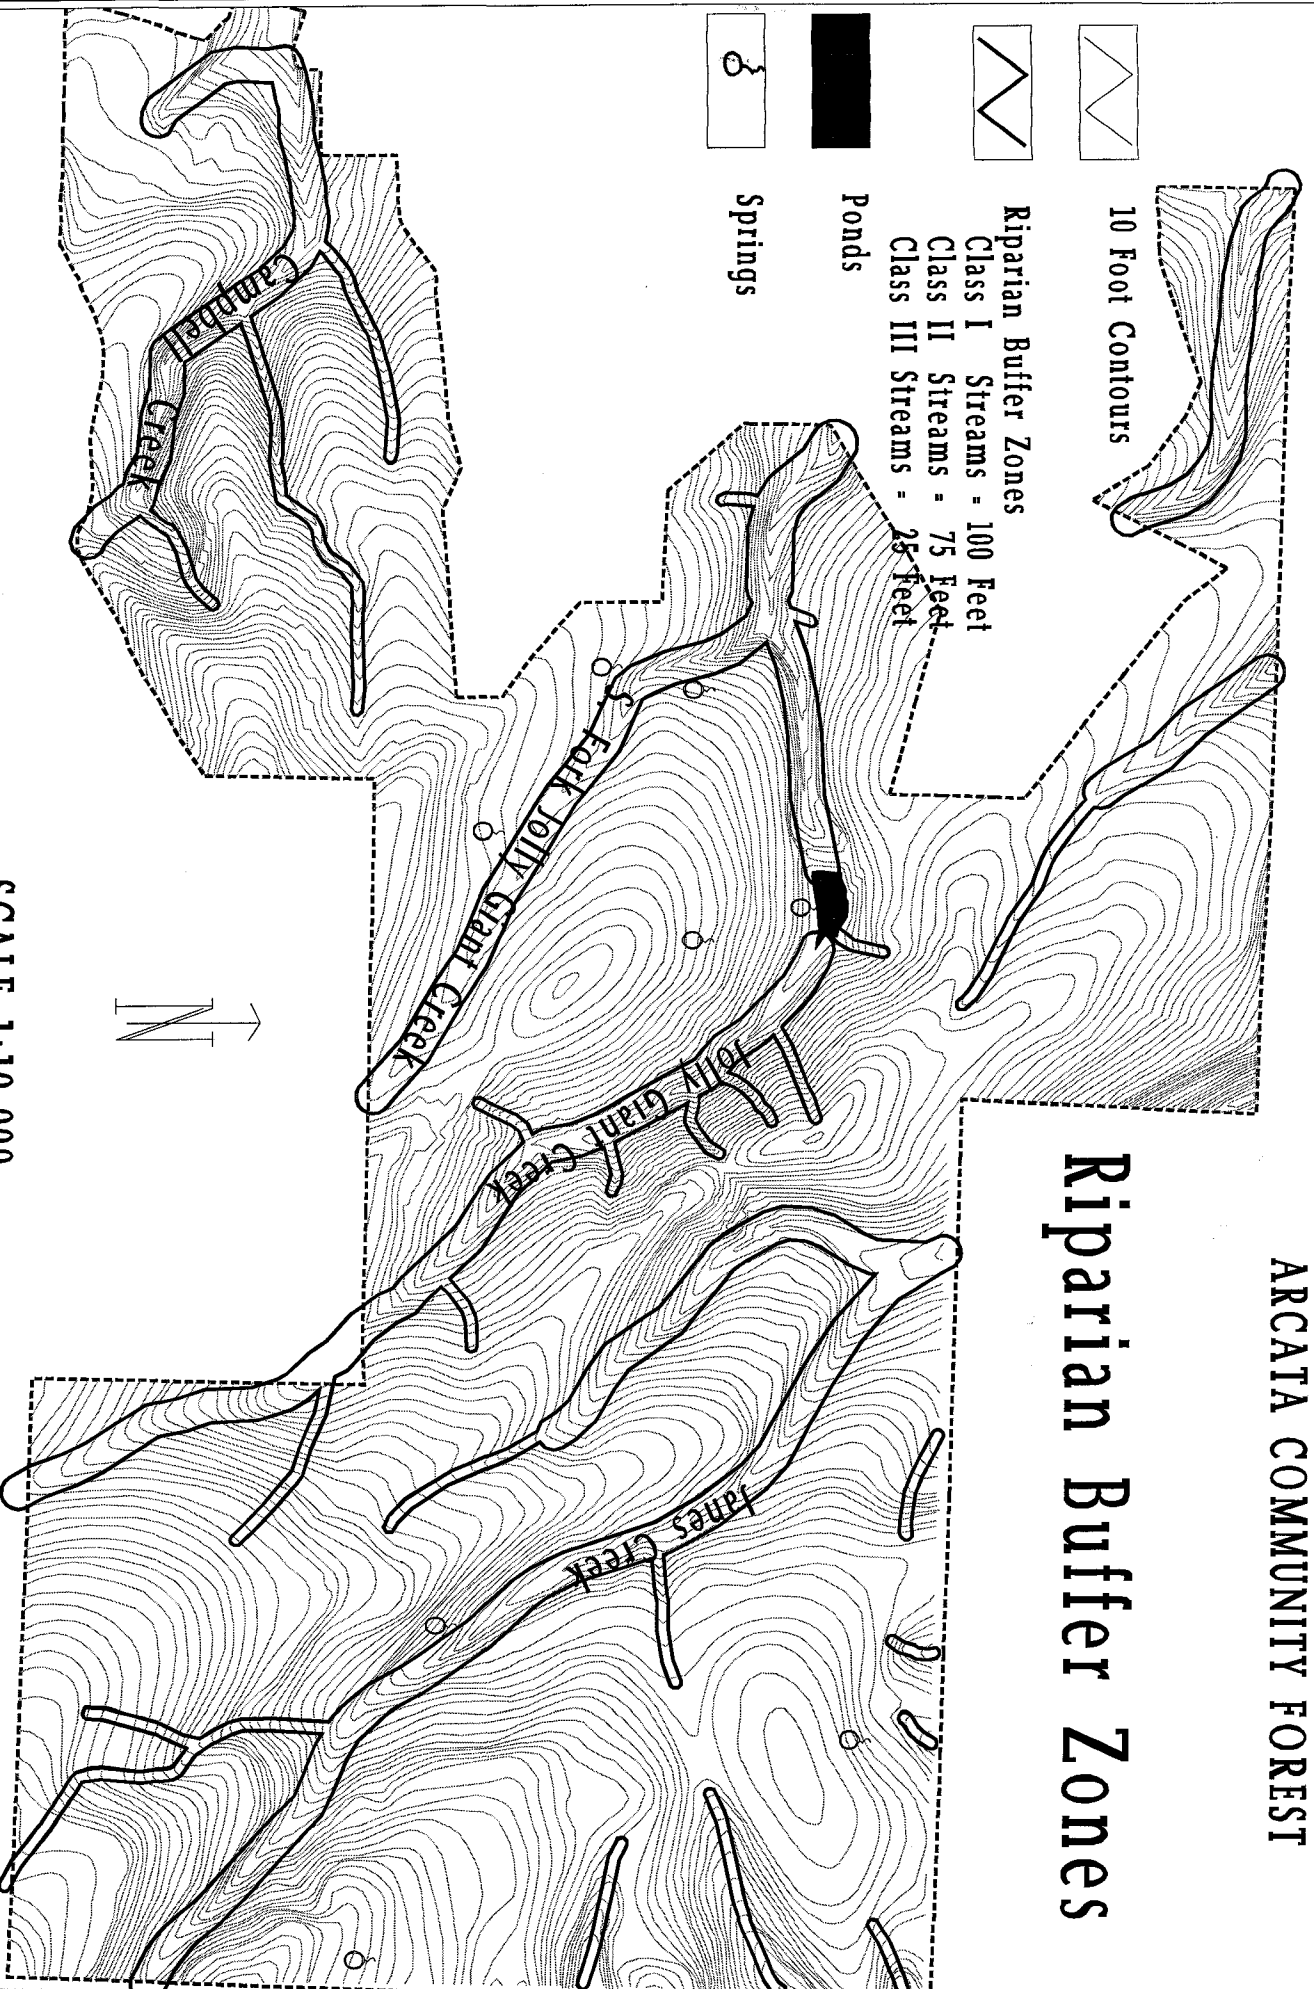 ARCATA COMMUNITY FOREST
Riparian Buffer Zones
10 Foot Contours
Riparian Buffer Zones
Class I Streams = 100 Feet
Class II Streams = 75 Feet
Class III Streams = 25 Feet
Ponds
Springs
Janes Creek
Jolly Giant Creek
S. Fork Jolly Giant Creek
Campbell Creek
N